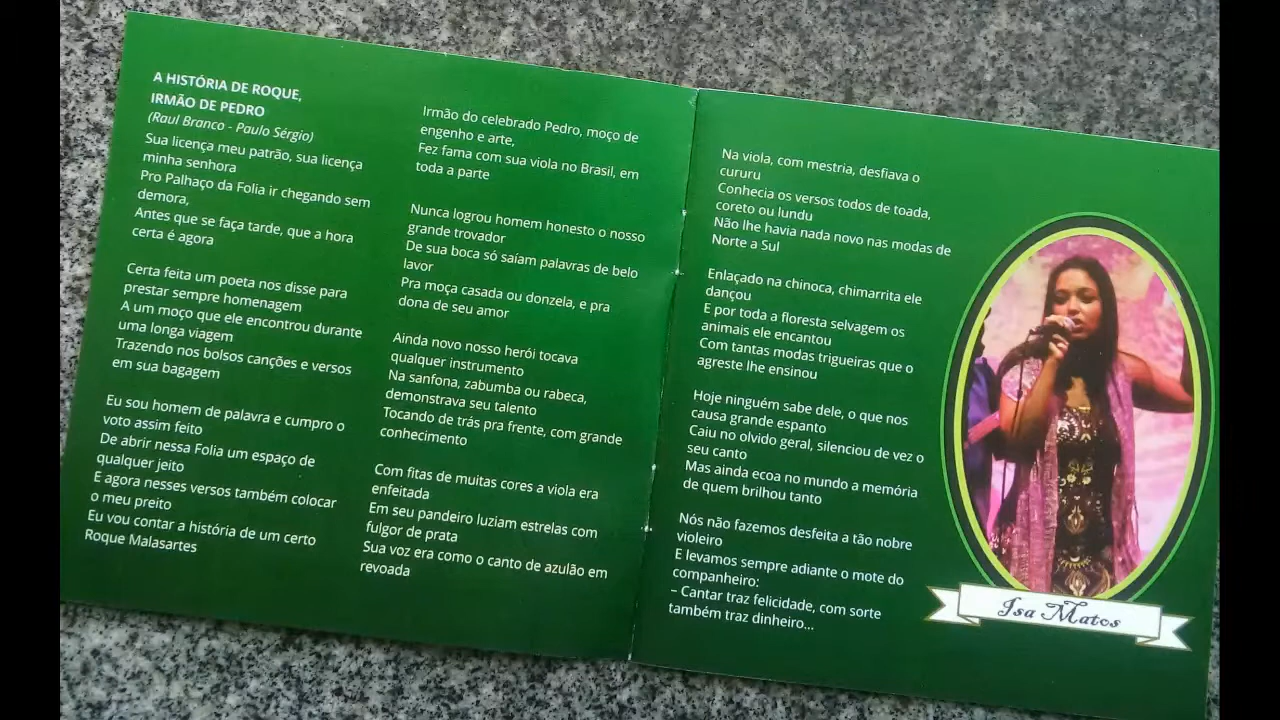 A HISTÓRIA DE ROQUE,
IRMÃO DE PEDRO
(Raul Branco - Paulo Sérgio)
Sua licença meu patrão, sua licença
minha senhora
Pro Palhaço da Folia ir chegando sem
demora,
Antes que se faça tarde, que a hora
certa é agora
Certa feita um poeta nos disse para
prestar sempre homenagem
A um moço que ele encontrou durante
uma longa viagem
Trazendo nos bolsos canções e versos
em sua bagagem
Eu sou homem de palavra e cumpro o
voto assim feito
De abrir nessa Folia um espaço de
qualquer jeito
E agora nesses versos também colocar
o meu preito
Eu vou contar a história de um certo
Roque Malasartes
Irmão do celebrado Pedro, moço de
engenho e arte,
Fez fama com sua viola no Brasil, em
toda a parte
Nunca logrou homem honesto o nosso
grande trovador
De sua boca só saíam palavras de belo
lavor
Pra moça casada ou donzela, e pra
dona de seu amor
Ainda novo nosso herói tocava
qualquer instrumento
Na sanfona, zabumba ou rabeca,
demonstrava seu talento
Tocando de trás pra frente, com grande
conhecimento
Com fitas de muitas cores a viola era
enfeitada
Em seu pandeiro luziam estrelas com
fulgor de prata
Sua voz era como o canto de azulão em
revoada
Na viola, com mestria, desfiava o
cururu
Conhecia os versos todos de toada,
coreto ou lundu
Não lhe havia nada novo nas modas de
Norte a Sul
Enlaçado na chinoca, chimarrita ele
dançou
E por toda a floresta selvagem os
animais ele encantou
Com tantas modas trigueiras que o
agreste lhe ensinou
Hoje ninguém sabe dele, o que nos
causa grande espanto
Caiu no olvido geral, silenciou de vez o
seu canto
Mas ainda ecoa no mundo a memória
de quem brilhou tanto
Nós não fazemos desfeita a tão nobre
violeiro
E levamos sempre adiante o mote do
companheiro:
– Cantar traz felicidade, com sorte
também traz dinheiro...
Isa Matos